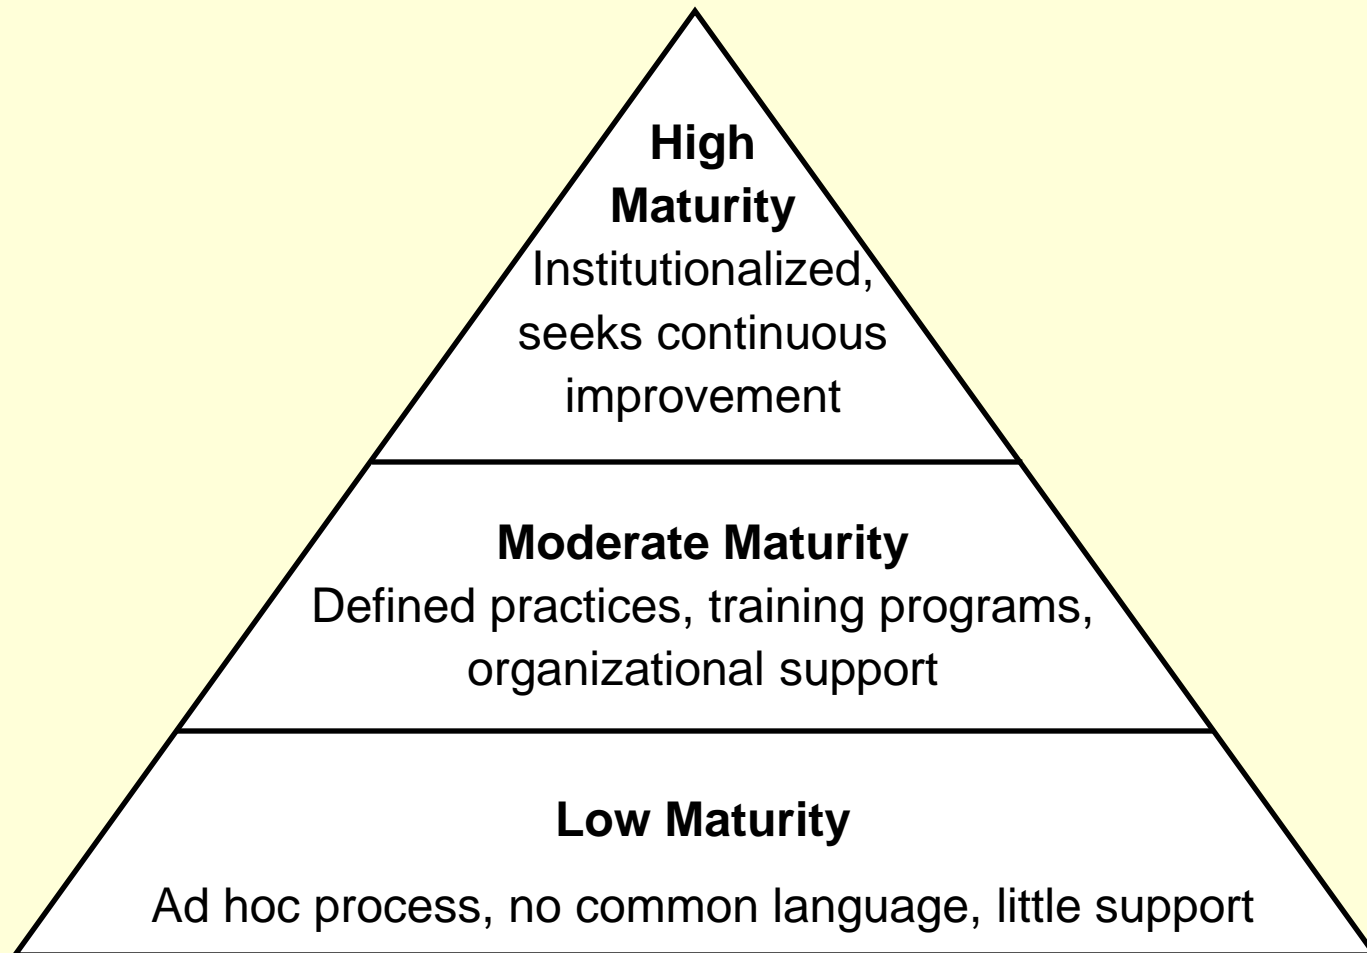 High
Maturity
Institutionalized,
seeks continuous
improvement
Moderate Maturity
Defined practices, training programs,
organizational support
Low Maturity
Ad hoc process, no common language, little support